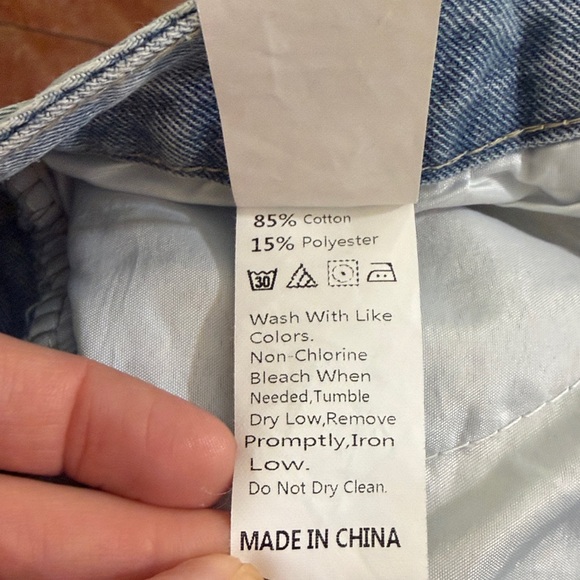 85% Cotton
15% Polyester
30
Wash With Like
Colors.
Non-Chlorine
Bleach When
Needed,Tumble
Dry Low,Remove
Promptly,Iron
Low.
Do Not Dry Clean.
MADE IN CHINA